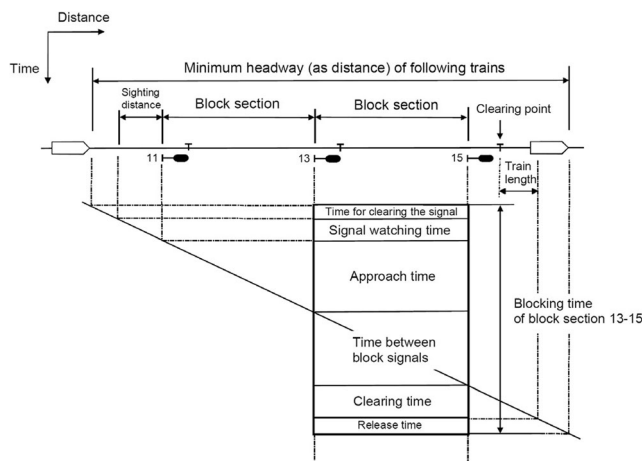 Distance
Time
Minimum headway (as distance) of following trains
Sighting
distance
Block section
Block section
Clearing point
11
13
15
Train
length
Time for clearing the signal
Signal watching time
Approach time
Blocking time
of block section 13-15
Time between
block signals
Clearing time
Release time